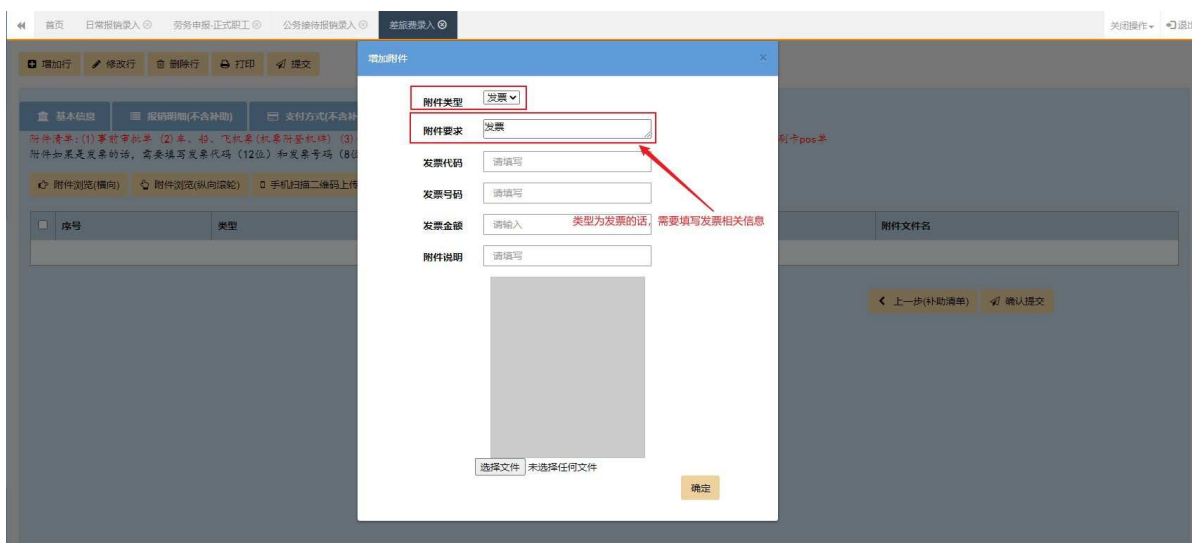 首页 日常报销录入 劳务申报-正式职工 公务接待报销录入 差旅费录入 关闭操作 退出
增加行 修改行 删除行 打印 提交
增加附件 ×
基本信息 报销明细(不含补助) 支付方式(不含补
附件清单:(1)事前审批单 (2)车、船、飞机票(机票附登机牌) (3)
刷卡pos单
附件如果是发票的话,需要填写发票代码(12位)和发票号码(8位
附件浏览(横向) 附件浏览(纵向滚轮) 手机扫描二维码上传
序号 类型 附件文件名
附件类型 发票
附件要求 发票
发票代码 请填写
发票号码 请填写
发票金额 请输入
类型为发票的话,需要填写发票相关信息
附件说明 请填写
上一步(补助清单) 确认提交
选择文件 未选择任何文件
确定